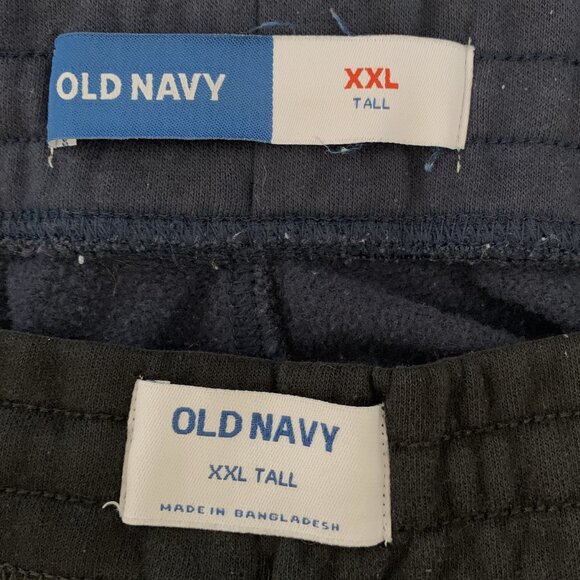 OLD NAVY
XXL
TALL
OLD NAVY
XXL TALL
MADE IN BANGLADESH